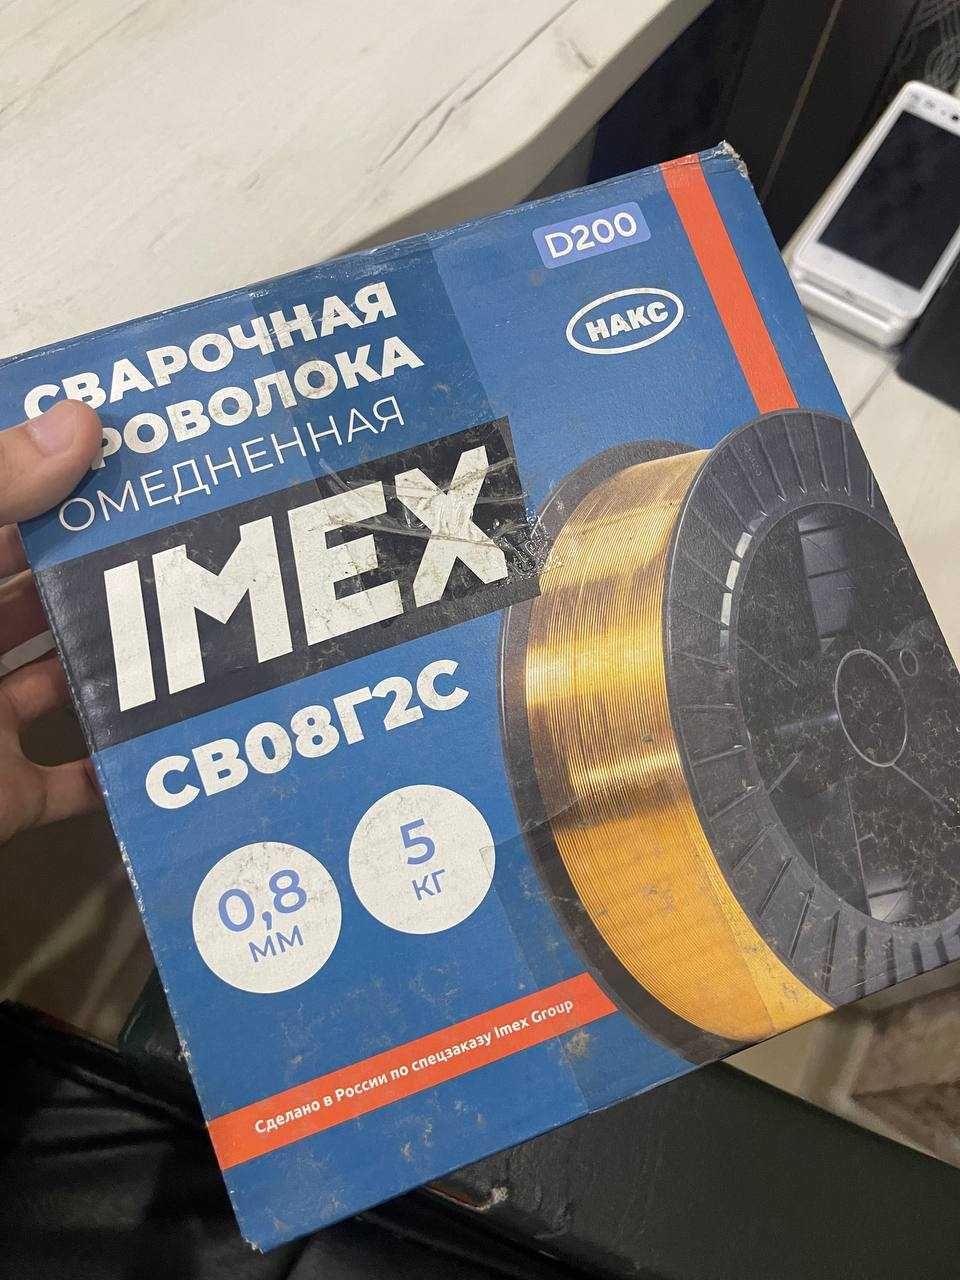 D200
НАКС
СВАРОЧНАЯ
ПРОВОЛОКА
ОМЕДНЕННАЯ
IMEX
СВ08Г2С
0,8
ММ
5
КГ
Сделано в России по спецзаказу Imex Group